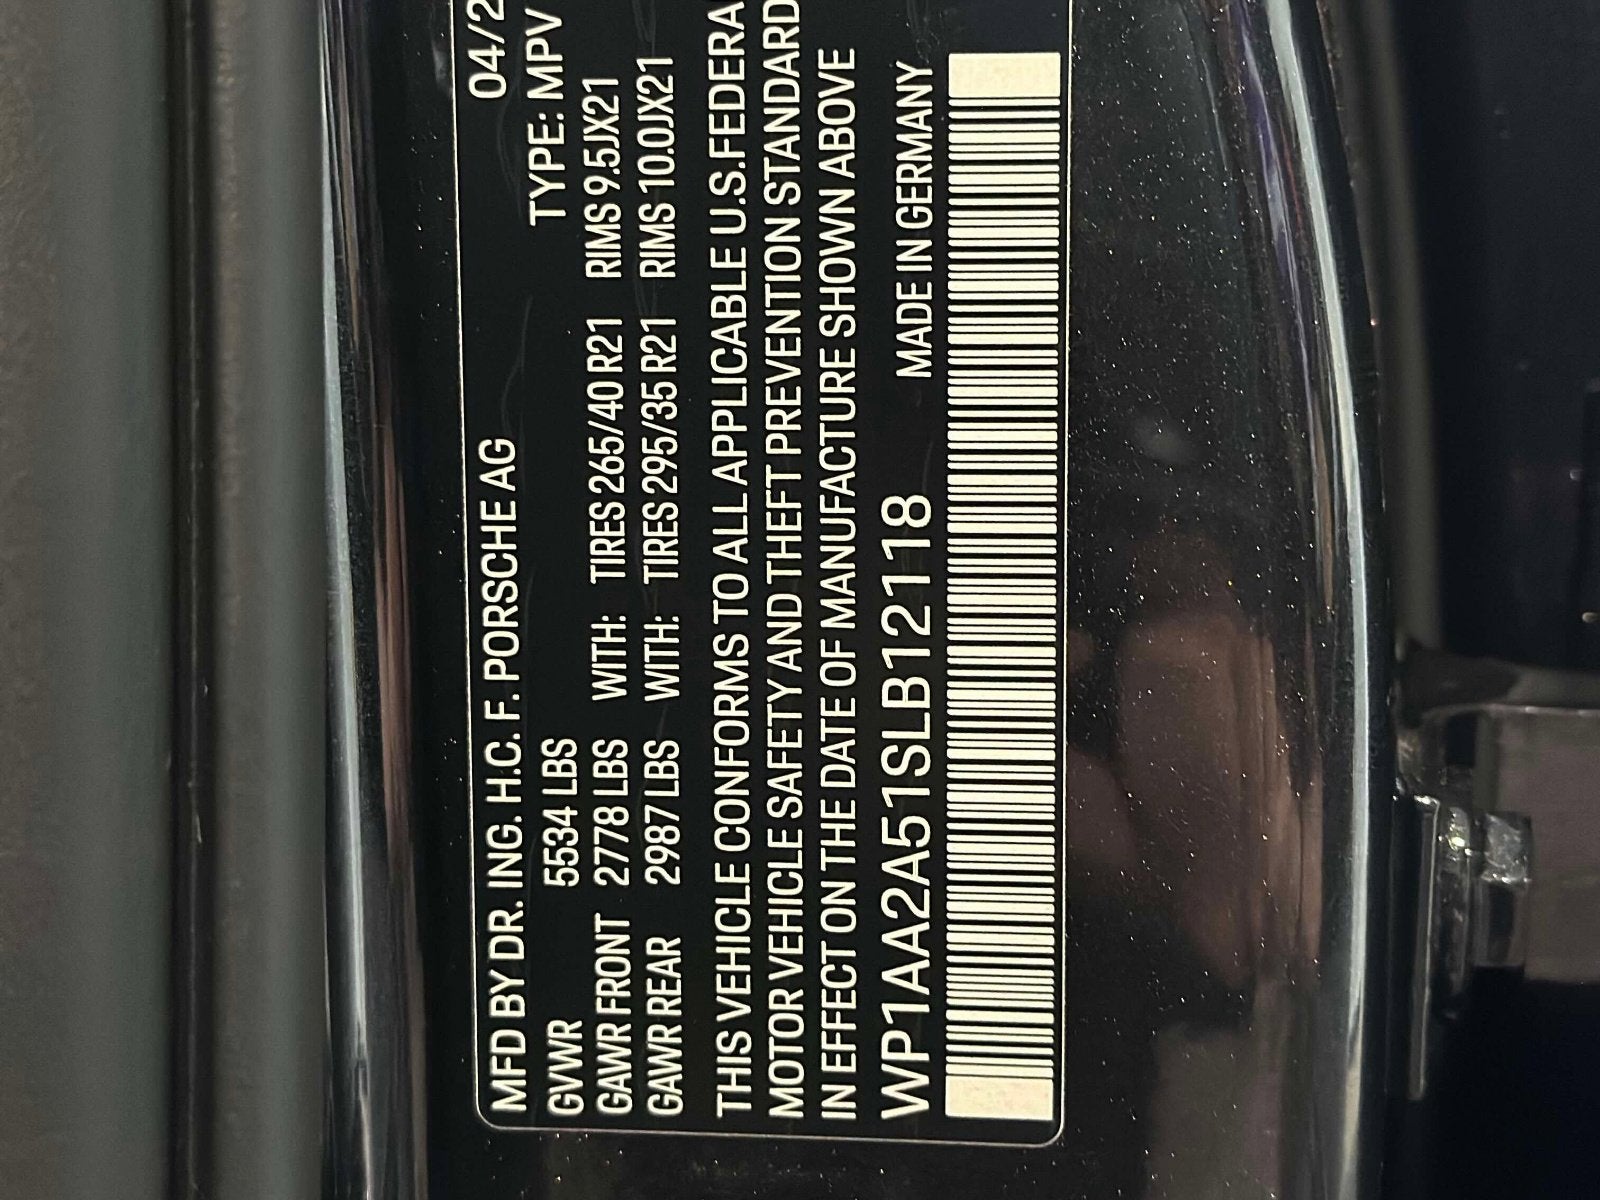 MFD BY DR. ING. H.C. F. PORSCHE AG 04/2
GVWR 5534 LBS TYPE: MPV
GAWR FRONT 2778 LBS WITH: TIRES 265/40 R21 RIMS 9.5JX21
GAWR REAR 2987 LBS WITH: TIRES 295/35 R21 RIMS 10.0JX21
THIS VEHICLE CONFORMS TO ALL APPLICABLE U.S.FEDERA
MOTOR VEHICLE SAFETY AND THEFT PREVENTION STANDARD
IN EFFECT ON THE DATE OF MANUFACTURE SHOWN ABOVE
WP1AA2A51SLB12118 MADE IN GERMANY